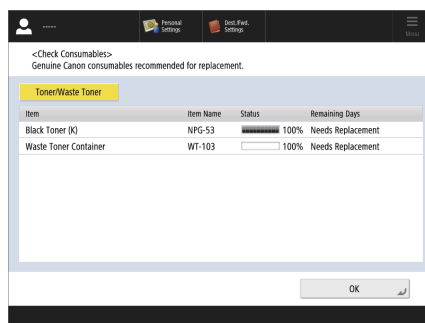 -----
Personal
Settings
Dest./Fwd.
Settings
Menu
<Check Consumables>
Genuine Canon consumables recommended for replacement.
Toner/Waste Toner
Item Item Name Status Remaining Days
Black Toner (K) NPG-53 100% Needs Replacement
Waste Toner Container WT-103 100% Needs Replacement
OK